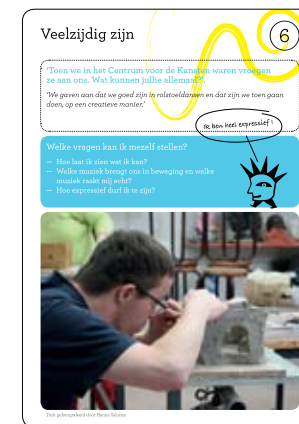 Veelzijdig zijn
6
'Toen we in het Centrum voor de Kunsten waren vroegen
ze aan ons. Wat kunnen jullie allemaal?'
'We gaven aan dat we goed zijn in rolstoeldansen en dat zijn we toen gaan
doen, op een creatieve manier.'
Ik ben heel expressief!
Welke vragen kan ik mezelf stellen?
— Hoe laat ik zien wat ik kan?
— Welke muziek brengt ons in beweging en welke
muziek raakt mij echt?
— Hoe expressief durf ik te zijn?